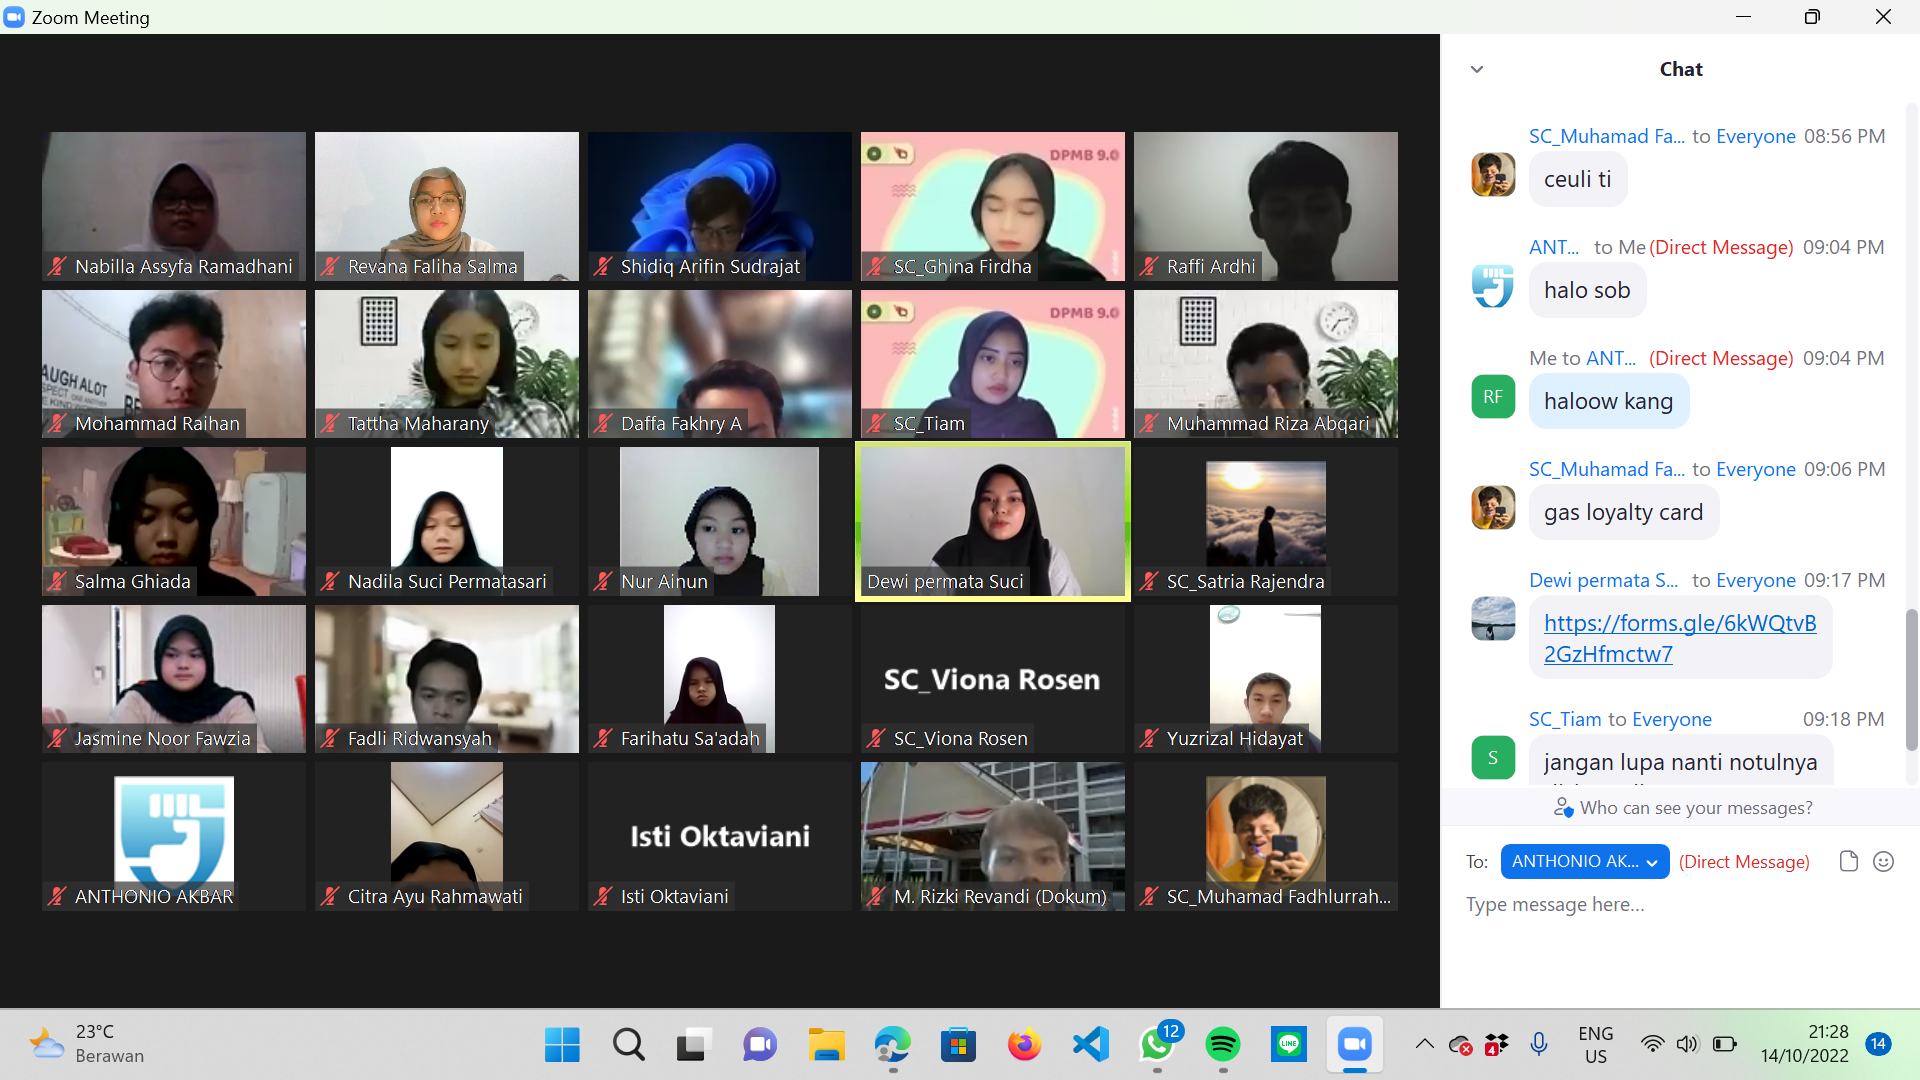 Zoom Meeting
Nabilla Assyfa Ramadhani
Revana Faliha Salma
Shidiq Arifin Sudrajat
DPMB 9.0
SC_Ghina Firdha
Raffi Ardhi
AUGH ALOT
Mohammad Raihan
Tattha Maharany
Daffa Fakhry A
DPMB 9.0
SC_Tiam
Muhammad Riza Abqari
Salma Ghiada
Nadila Suci Permatasari
Nur Ainun
Dewi permata Suci
SC_Satria Rajendra
Jasmine Noor Fawzia
Fadli Ridwansyah
Farihatu Sa'adah
SC_Viona Rosen
SC_Viona Rosen
Yuzrizal Hidayat
ANTHONIO AKBAR
Citra Ayu Rahmawati
Isti Oktaviani
Isti Oktaviani
M. Rizki Revandi (Dokum)
SC_Muhamad Fadhlurrah...
Chat
SC_Muhamad Fa... to Everyone 08:56 PM
ceuli ti
ANT... to Me (Direct Message) 09:04 PM
halo sob
Me to ANT... (Direct Message) 09:04 PM
RF
haloow kang
SC_Muhamad Fa... to Everyone 09:06 PM
gas loyalty card
Dewi permata S... to Everyone 09:17 PM
https://forms.gle/6kWQtvB
2GzHfmctw7
SC_Tiam to Everyone 09:18 PM
S
jangan lupa nanti notulnya
Who can see your messages?
To: ANTHONIO AK... (Direct Message)
Type message here...
23°C
Berawan
12
LINE
4
ENG
US
21:28
14/10/2022
14